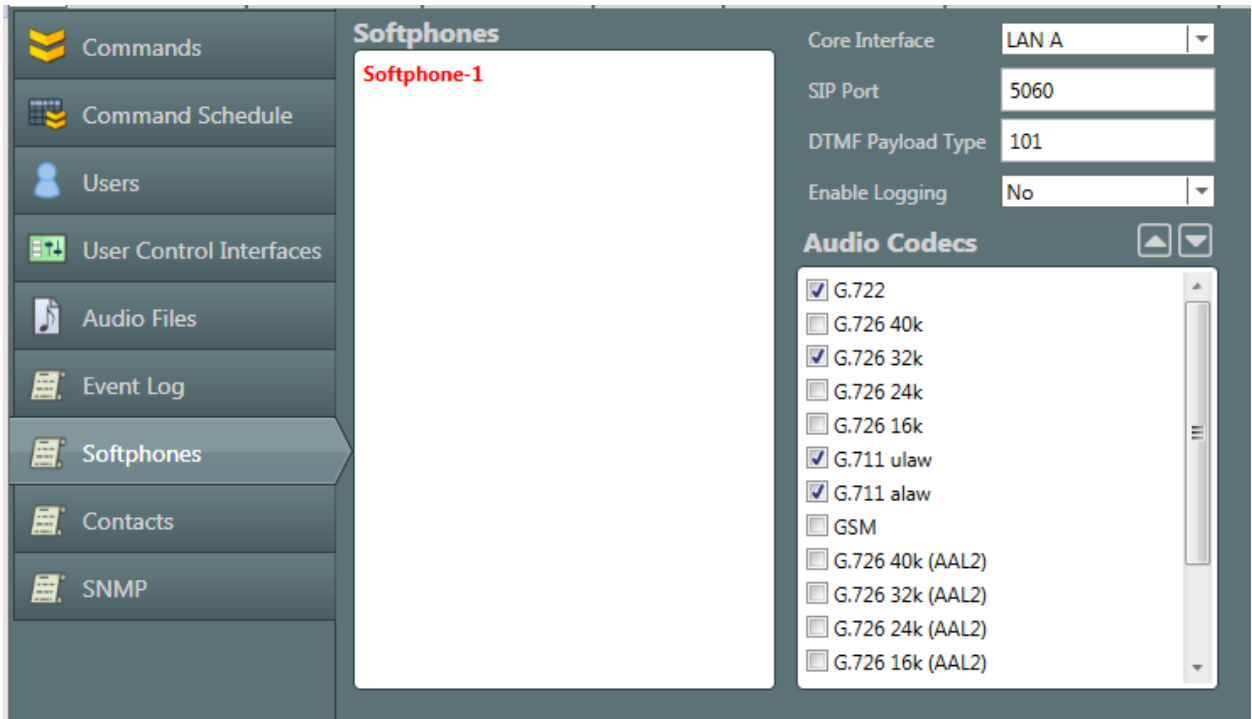 Commands
Command Schedule
Users
User Control Interfaces
Audio Files
Event Log
Softphones
Contacts
SNMP
Softphones
Softphone-1
Core Interface LAN A
SIP Port 5060
DTMF Payload Type 101
Enable Logging No
Audio Codecs
G.722
G.726 40k
G.726 32k
G.726 24k
G.726 16k
G.711 ulaw
G.711 alaw
GSM
G.726 40k (AAL2)
G.726 32k (AAL2)
G.726 24k (AAL2)
G.726 16k (AAL2)